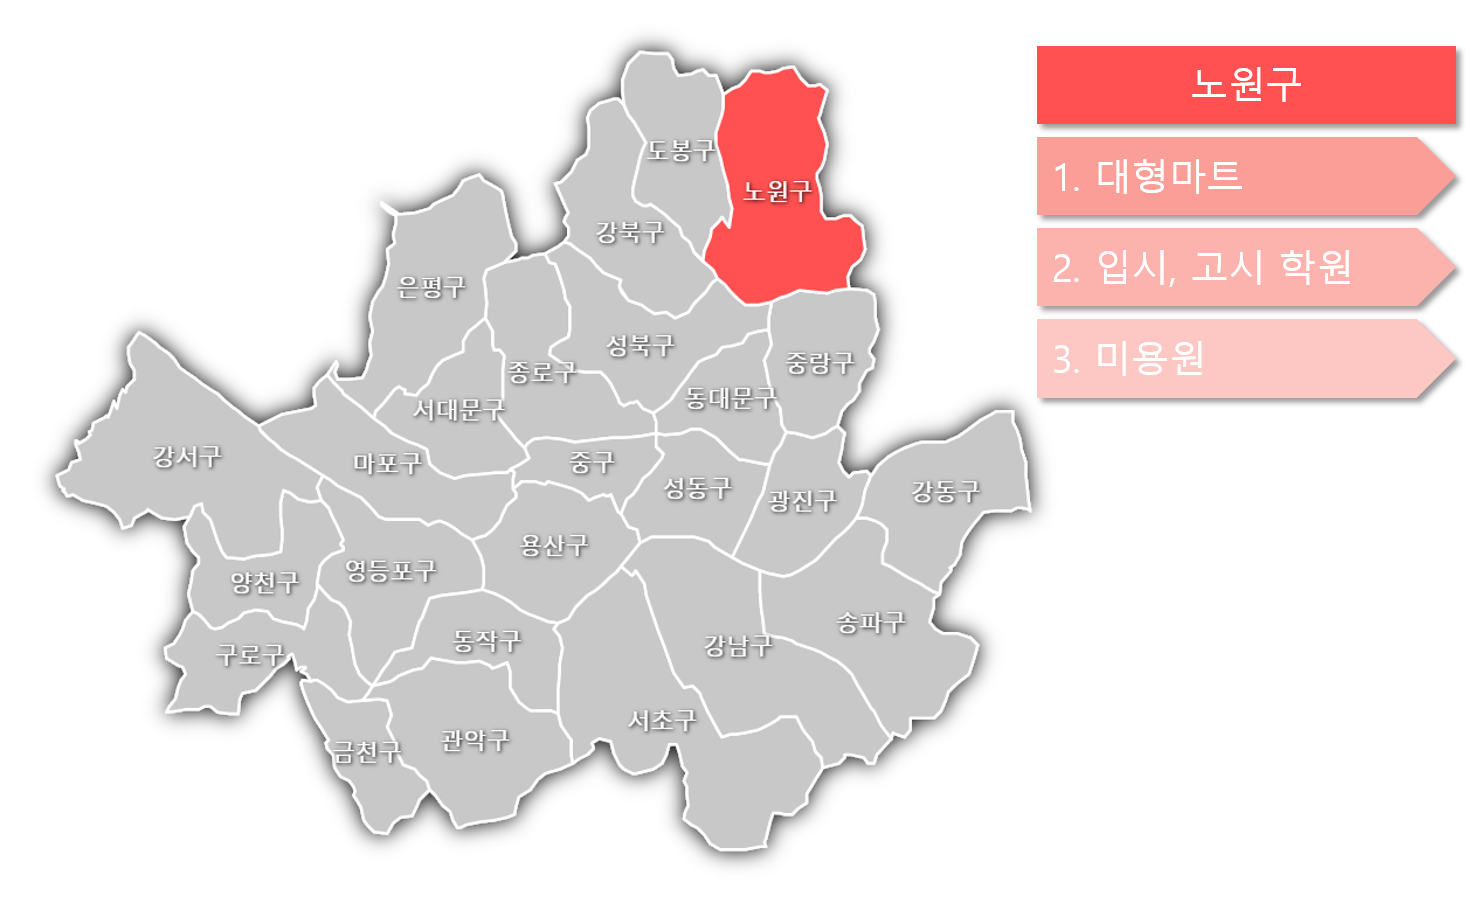 노원구
1. 대형마트
2. 입시, 고시 학원
3. 미용원
도봉구
노원구
강북구
은평구
성북구
종로구
중랑구
동대문구
서대문구
강서구
마포구
중구
성동구
광진구
강동구
용산구
영등포구
양천구
송파구
동작구
강남구
구로구
서초구
관악구
금천구